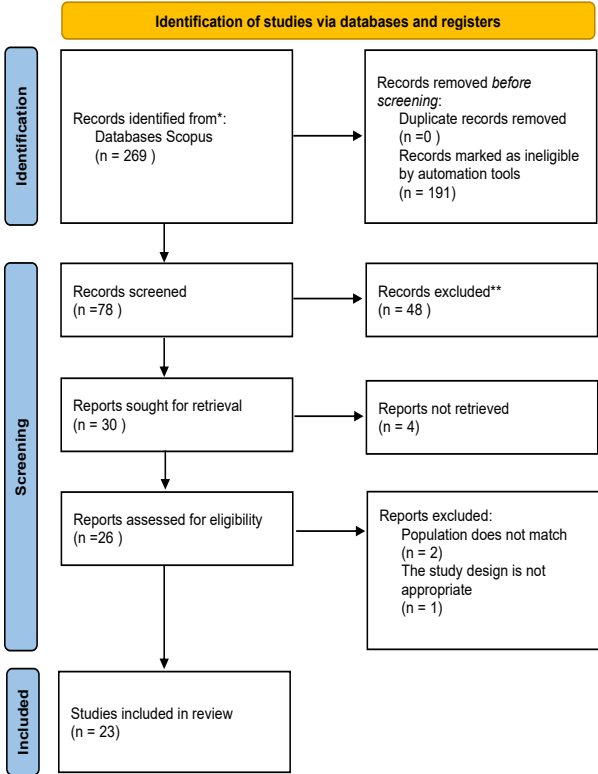 Identification of studies via databases and registers
Identification
Records identified from*:
Databases Scopus
(n = 269 )
Records removed before
screening:
Duplicate records removed
(n =0 )
Records marked as ineligible
by automation tools
(n = 191)
Screening
Records screened
(n =78 )
Records excluded**
(n = 48 )
Reports sought for retrieval
(n = 30 )
Reports not retrieved
(n = 4)
Reports assessed for eligibility
(n =26 )
Reports excluded:
Population does not match
(n = 2)
The study design is not
appropriate
(n = 1)
Included
Studies included in review
(n = 23)